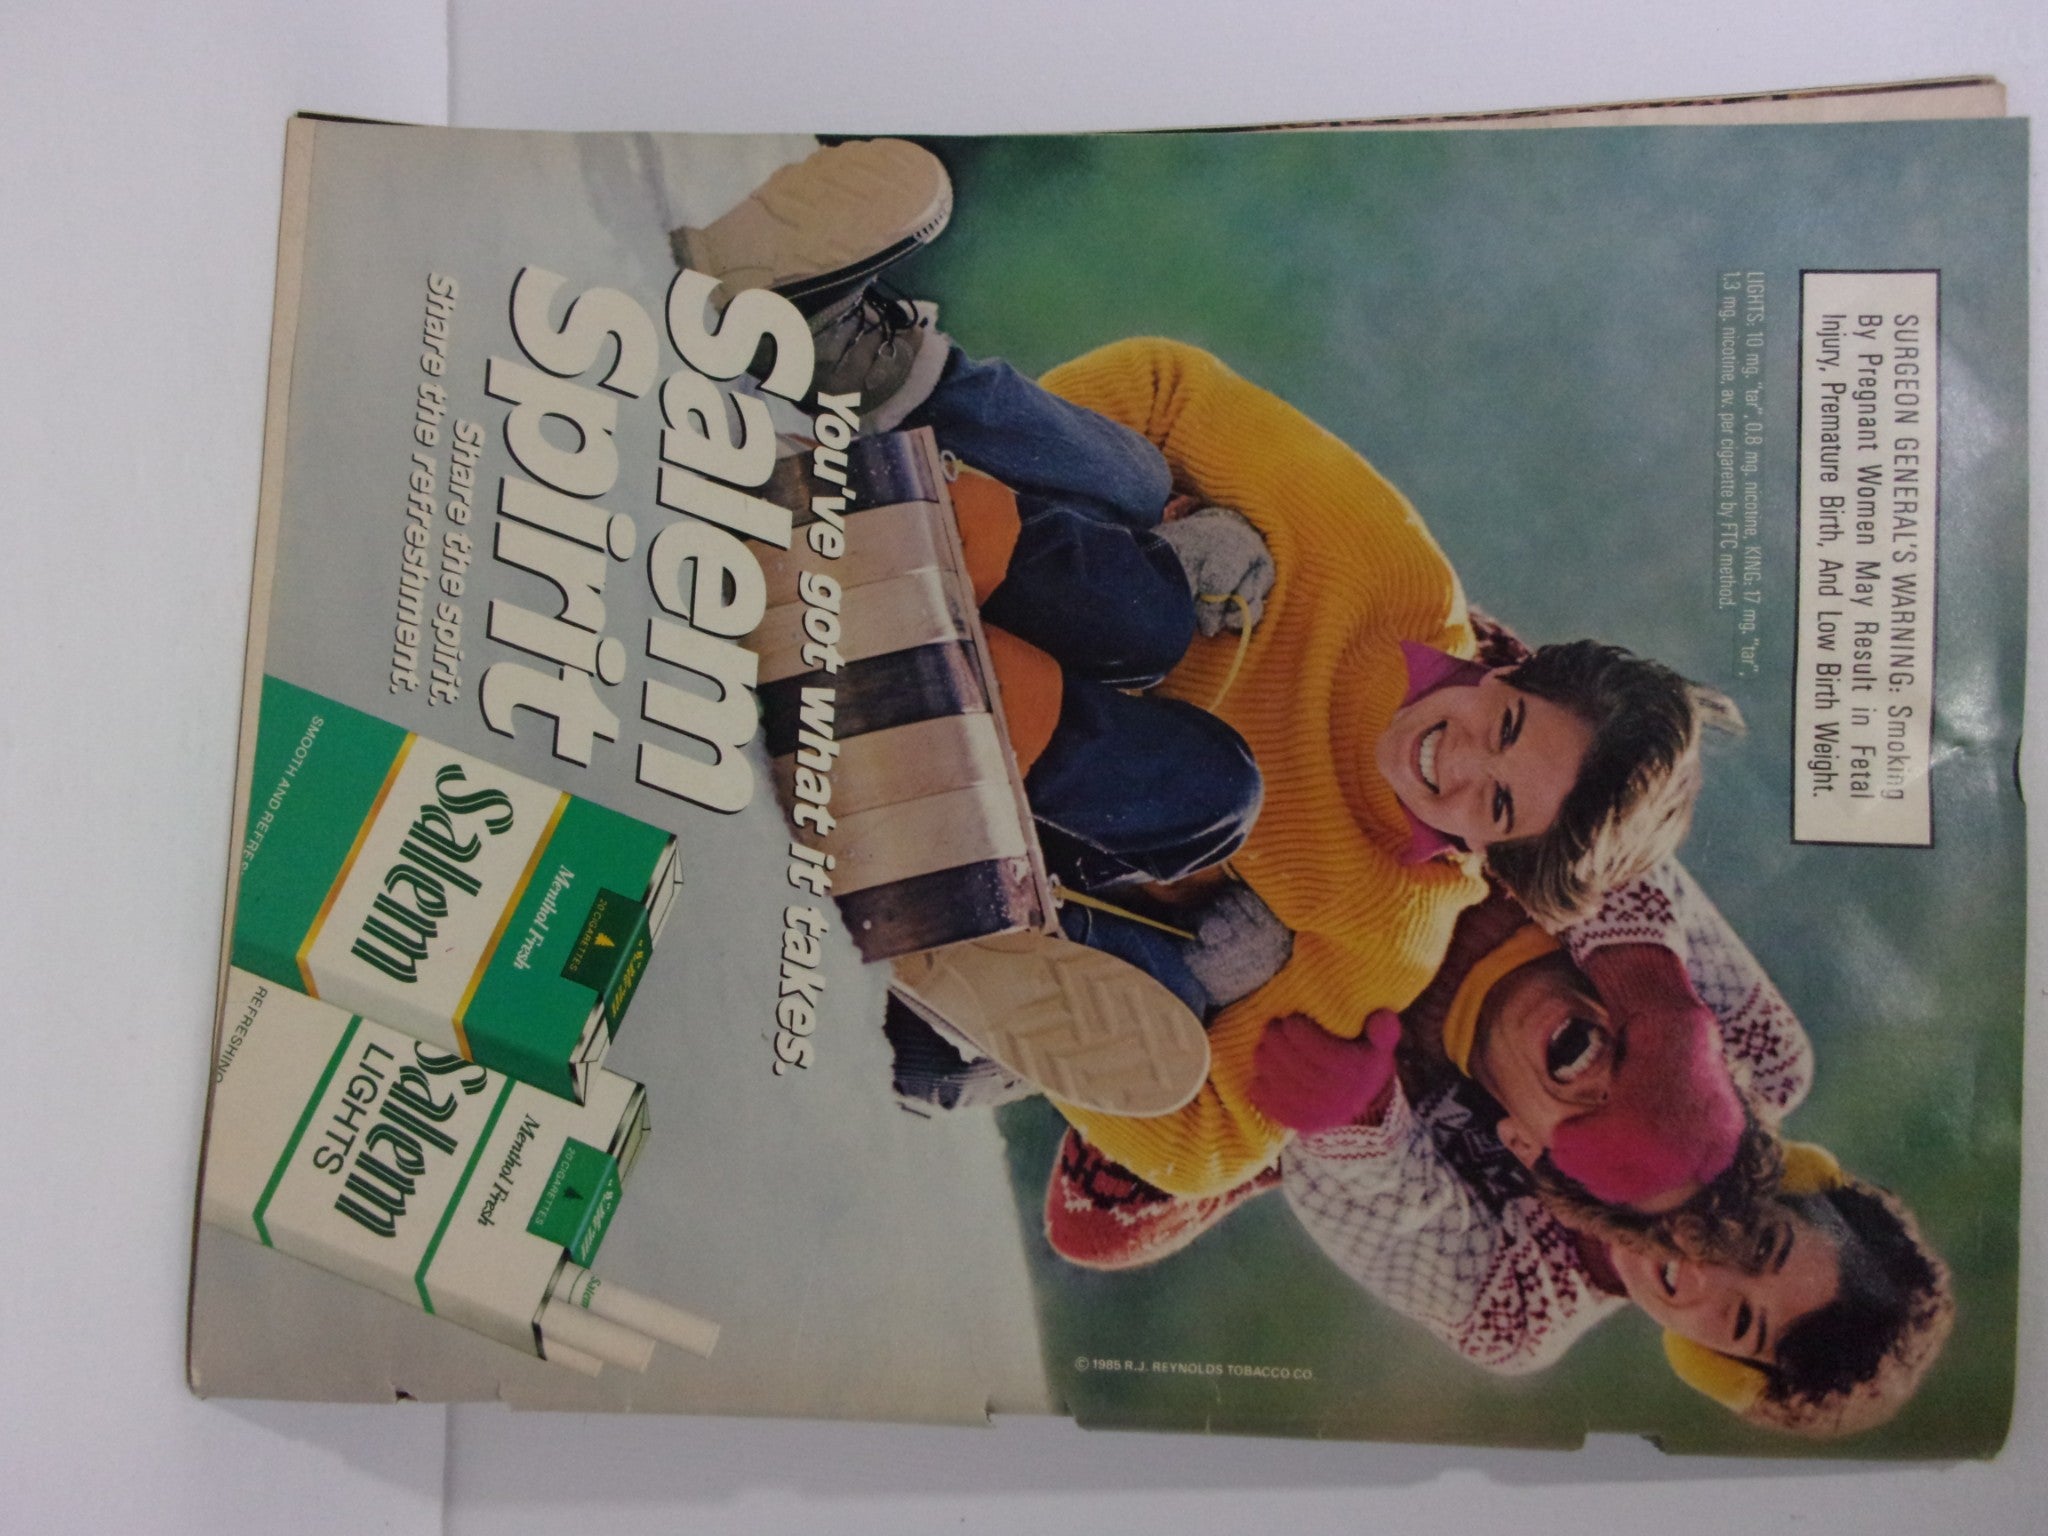 SURGEON GENERAL'S WARNING: Smoking
By Pregnant Women May Result in Fetal
Injury, Premature Birth, And Low Birth Weight.
LIGHTS: 10 mg. "tar", 0.8 mg. nicotine, KING: 17 mg. "tar",
1.3 mg. nicotine, av. per cigarette by FTC method.
© 1985 R.J. REYNOLDS TOBACCO CO.
You've got what it takes.
Salem
spirit
Share the spirit.
Share the refreshment.
20 CIGARETTES
Menthol Fresh
Salem
SMOOTH AND REFRES
20 CIGARETTES
Menthol Fresh
Salem
LIGHTS
REFRESHING
Salem